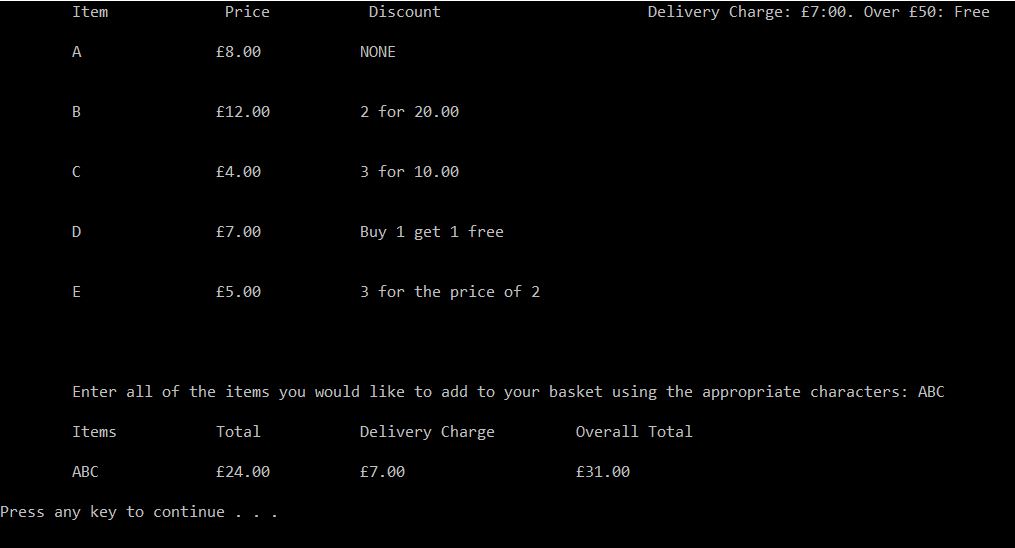 Item Price Discount Delivery Charge: £7:00. Over £50: Free
A £8.00 NONE
B £12.00 2 for 20.00
C £4.00 3 for 10.00
D £7.00 Buy 1 get 1 free
E £5.00 3 for the price of 2
Enter all of the items you would like to add to your basket using the appropriate characters: ABC
Items Total Delivery Charge Overall Total
ABC £24.00 £7.00 £31.00
Press any key to continue . . .